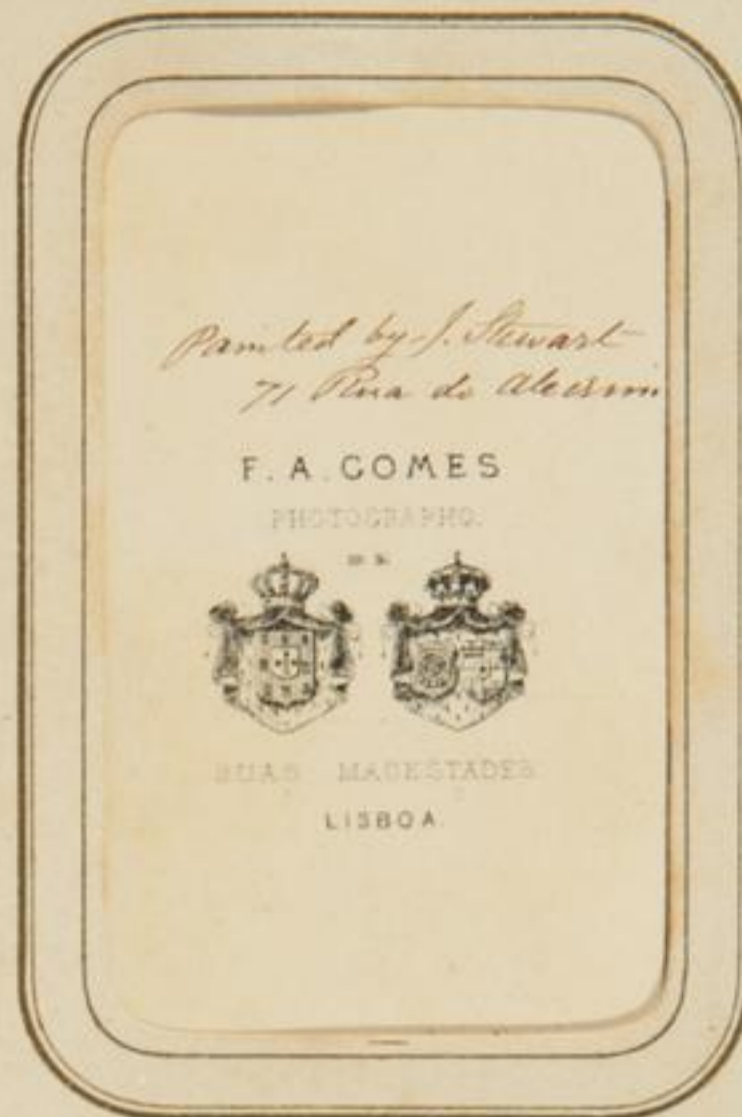 Painted by J. Stewart
71 Rua do Alecrim
F. A. GOMES
PHOTOGRAPHO.
DE
SUAS MAGESTADES
LISBOA.